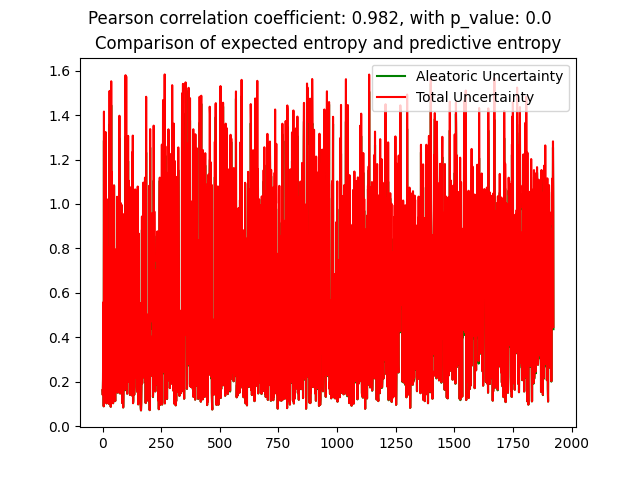 Pearson correlation coefficient: 0.982, with p_value: 0.0
Comparison of expected entropy and predictive entropy
Aleatoric Uncertainty
Total Uncertainty
1.6
1.4
1.2
1.0
0.8
0.6
0.4
0.2
0.0
0 250 500 750 1000 1250 1500 1750 2000